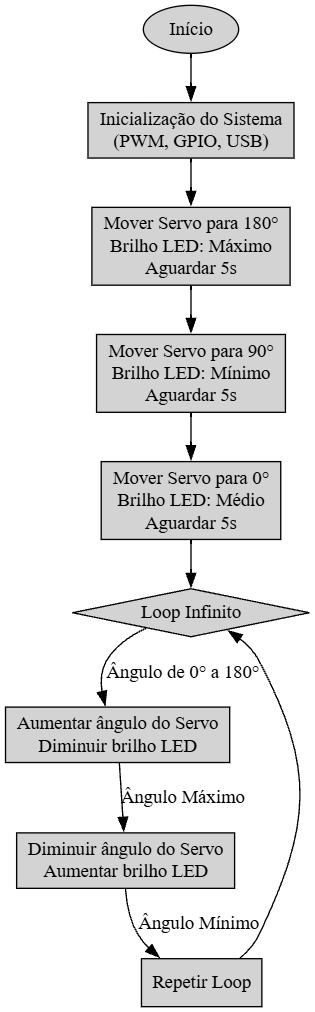 Início
Inicialização do Sistema
(PWM, GPIO, USB)
Mover Servo para 180°
Brilho LED: Máximo
Aguardar 5s
Mover Servo para 90°
Brilho LED: Mínimo
Aguardar 5s
Mover Servo para 0°
Brilho LED: Médio
Aguardar 5s
Loop Infinito
Ângulo de 0° a 180°
Aumentar ângulo do Servo
Diminuir brilho LED
Ângulo Máximo
Diminuir ângulo do Servo
Aumentar brilho LED
Ângulo Mínimo
Repetir Loop